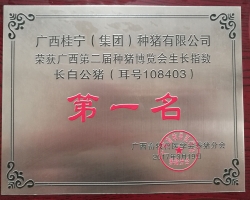 广西桂宁（集团）种猪有限公司
荣获广西第二届种猪博览会生长指数
长白公猪（耳号108403）
第一名